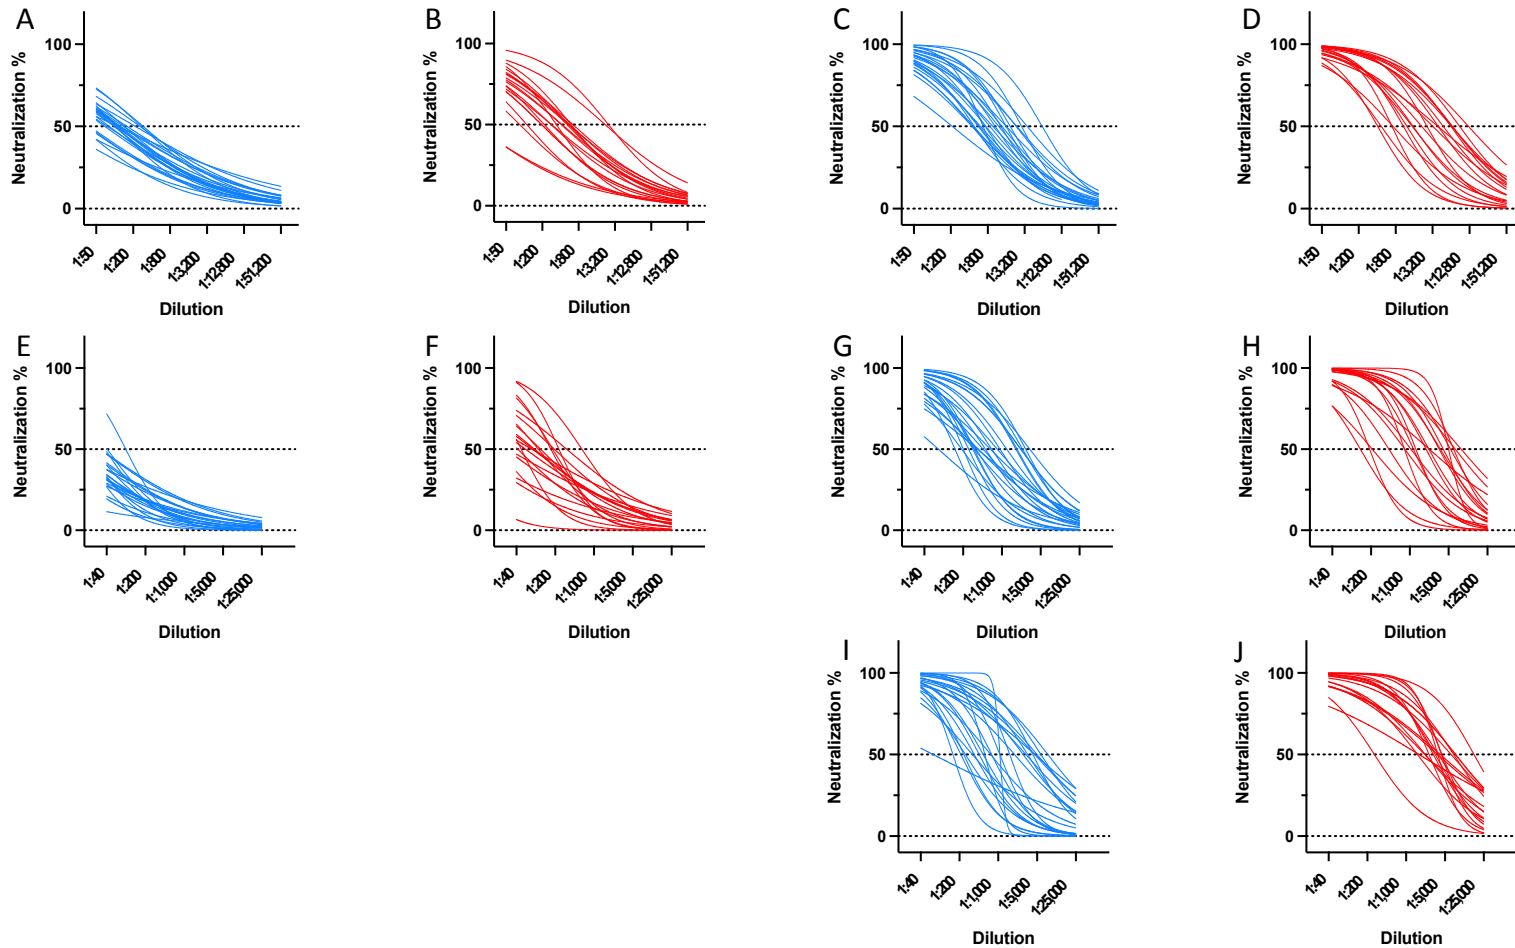 A
Neutralization %
100
50
0
1:50
1:200
1:800
1:3,200
1:12,800
1:51,200
Dilution
B
Neutralization %
100
50
0
1:50
1:200
1:800
1:3,200
1:12,800
1:51,200
Dilution
C
Neutralization %
100
50
0
1:50
1:200
1:800
1:3,200
1:12,800
1:51,200
Dilution
D
Neutralization %
100
50
0
1:50
1:200
1:800
1:3,200
1:12,800
1:51,200
Dilution
E
Neutralization %
100
50
0
1:40
1:200
1:1,000
1:5,000
1:25,000
Dilution
F
Neutralization %
100
50
0
1:40
1:200
1:1,000
1:5,000
1:25,000
Dilution
G
Neutralization %
100
50
0
1:40
1:200
1:1,000
1:5,000
1:25,000
Dilution
H
Neutralization %
100
50
0
1:40
1:200
1:1,000
1:5,000
1:25,000
Dilution
I
Neutralization %
100
50
0
1:40
1:200
1:1,000
1:5,000
1:25,000
Dilution
J
Neutralization %
100
50
0
1:40
1:200
1:1,000
1:5,000
1:25,000
Dilution